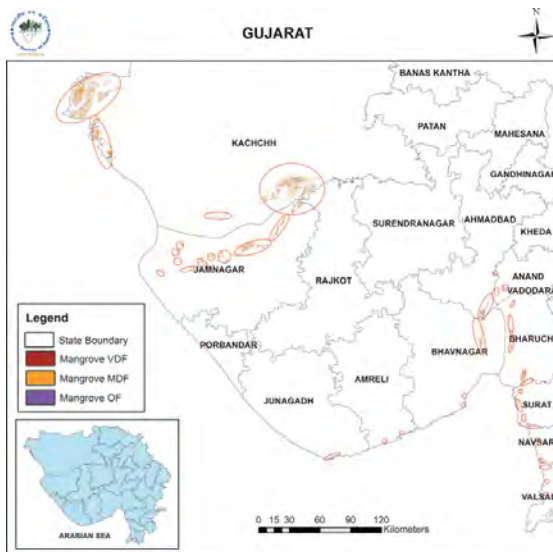 GUJARAT
N
BANAS KANTHA
PATAN
MAHESANA
KACHCHH
GANDHINAGAR
SURENDRANAGAR
AHMADBAD
KHEDA
JAMNAGAR
RAJKOT
ANAND
VADODARA
PORBANDAR
BHAVNAGAR
BHARUCH
AMRELI
JUNAGADH
SURAT
NAVSAR
VALSA
Legend
State Boundary
Mangrove VDF
Mangrove MDF
Mangrove OF
ARABIAN SEA
0 15 30 60 90 120
Kilometers